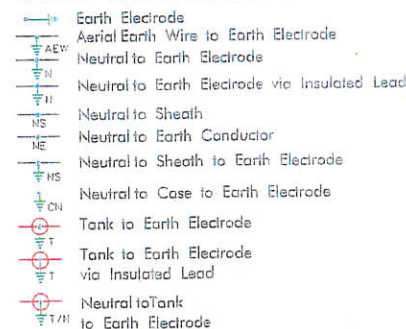 Earth Electrode
Aerial Earth Wire to Earth Electrode
AEW
Neutral to Earth Electrode
N
Neutral to Earth Electrode via Insulated Lead
N
Neutral to Sheath
NS
Neutral to Earth Conductor
NE
Neutral to Sheath to Earth Electrode
NS
Neutral to Case to Earth Electrode
CN
Tank to Earth Electrode
T
Tank to Earth Electrode
via Insulated Lead
T
Neutral toTank
T/N to Earth Electrode